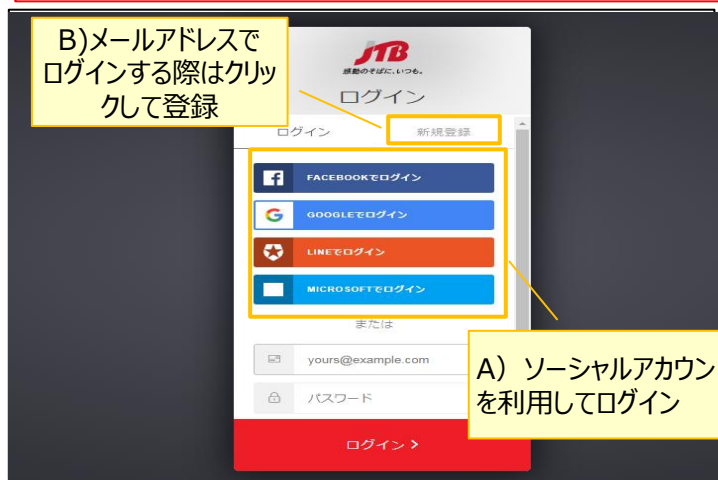 B)メールアドレスで
ログインする際はクリッ
クして登録
JTB
感動のそばに、いつも。
ログイン
ログイン 新規登録
FACEBOOKでログイン
GOOGLEでログイン
LINEでログイン
MICROSOFTでログイン
または
yours@example.com
パスワード
ログイン >
A) ソーシャルアカウン
を利用してログイン